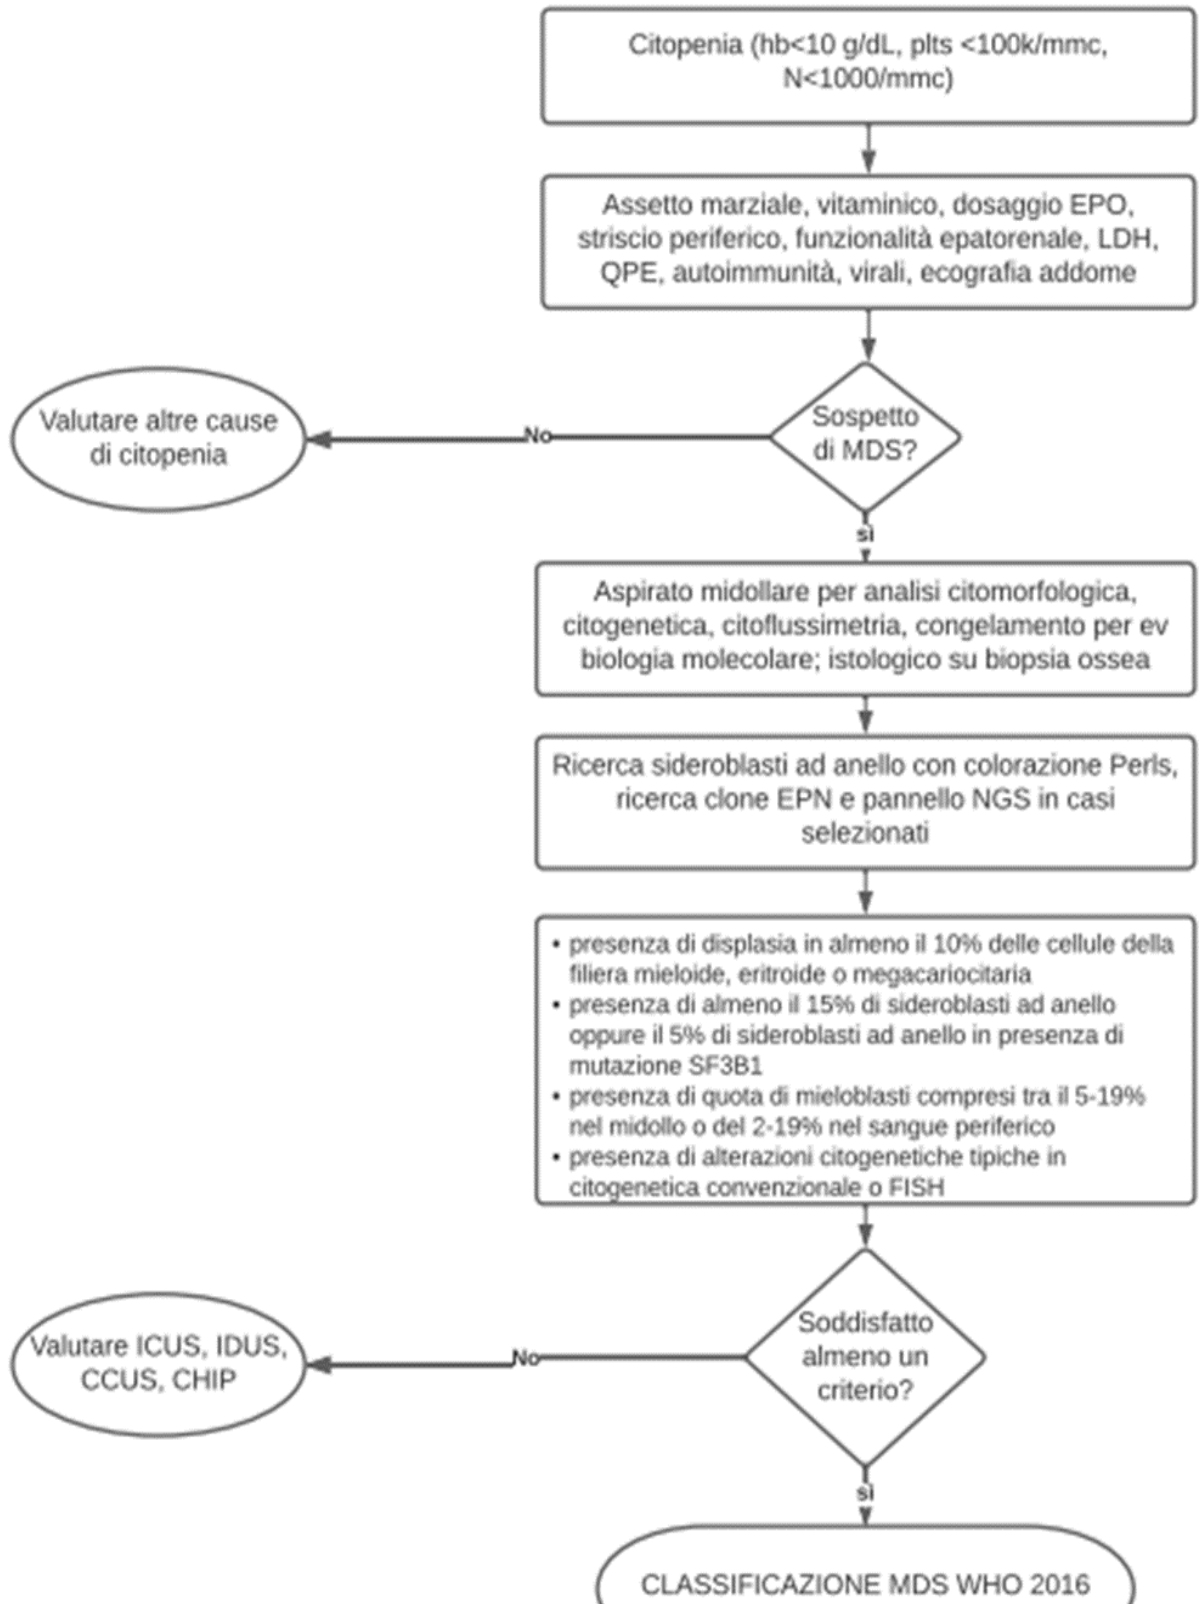 Citopenia (hb<10 g/dL, plts <100k/mmc,
N<1000/mmc)
Assetto marziale, vitaminico, dosaggio EPO,
striscio periferico, funzionalità epatorenale, LDH,
QPE, autoimmunità, virali, ecografia addome
Sospetto
di MDS?
No
Valutare altre cause
di citopenia
sì
Aspirato midollare per analisi citomorfologica,
citogenetica, citoflussimetria, congelamento per ev
biologia molecolare; istologico su biopsia ossea
Ricerca sideroblasti ad anello con colorazione Perls,
ricerca clone EPN e pannello NGS in casi
selezionati
• presenza di displasia in almeno il 10% delle cellule della
filiera mieloide, eritroide o megacariocitaria
• presenza di almeno il 15% di sideroblasti ad anello
oppure il 5% di sideroblasti ad anello in presenza di
mutazione SF3B1
• presenza di quota di mieloblasti compresi tra il 5-19%
nel midollo o del 2-19% nel sangue periferico
• presenza di alterazioni citogenetiche tipiche in
citogenetica convenzionale o FISH
Soddisfatto
almeno un
criterio?
No
Valutare ICUS, IDUS,
CCUS, CHIP
sì
CLASSIFICAZIONE MDS WHO 2016